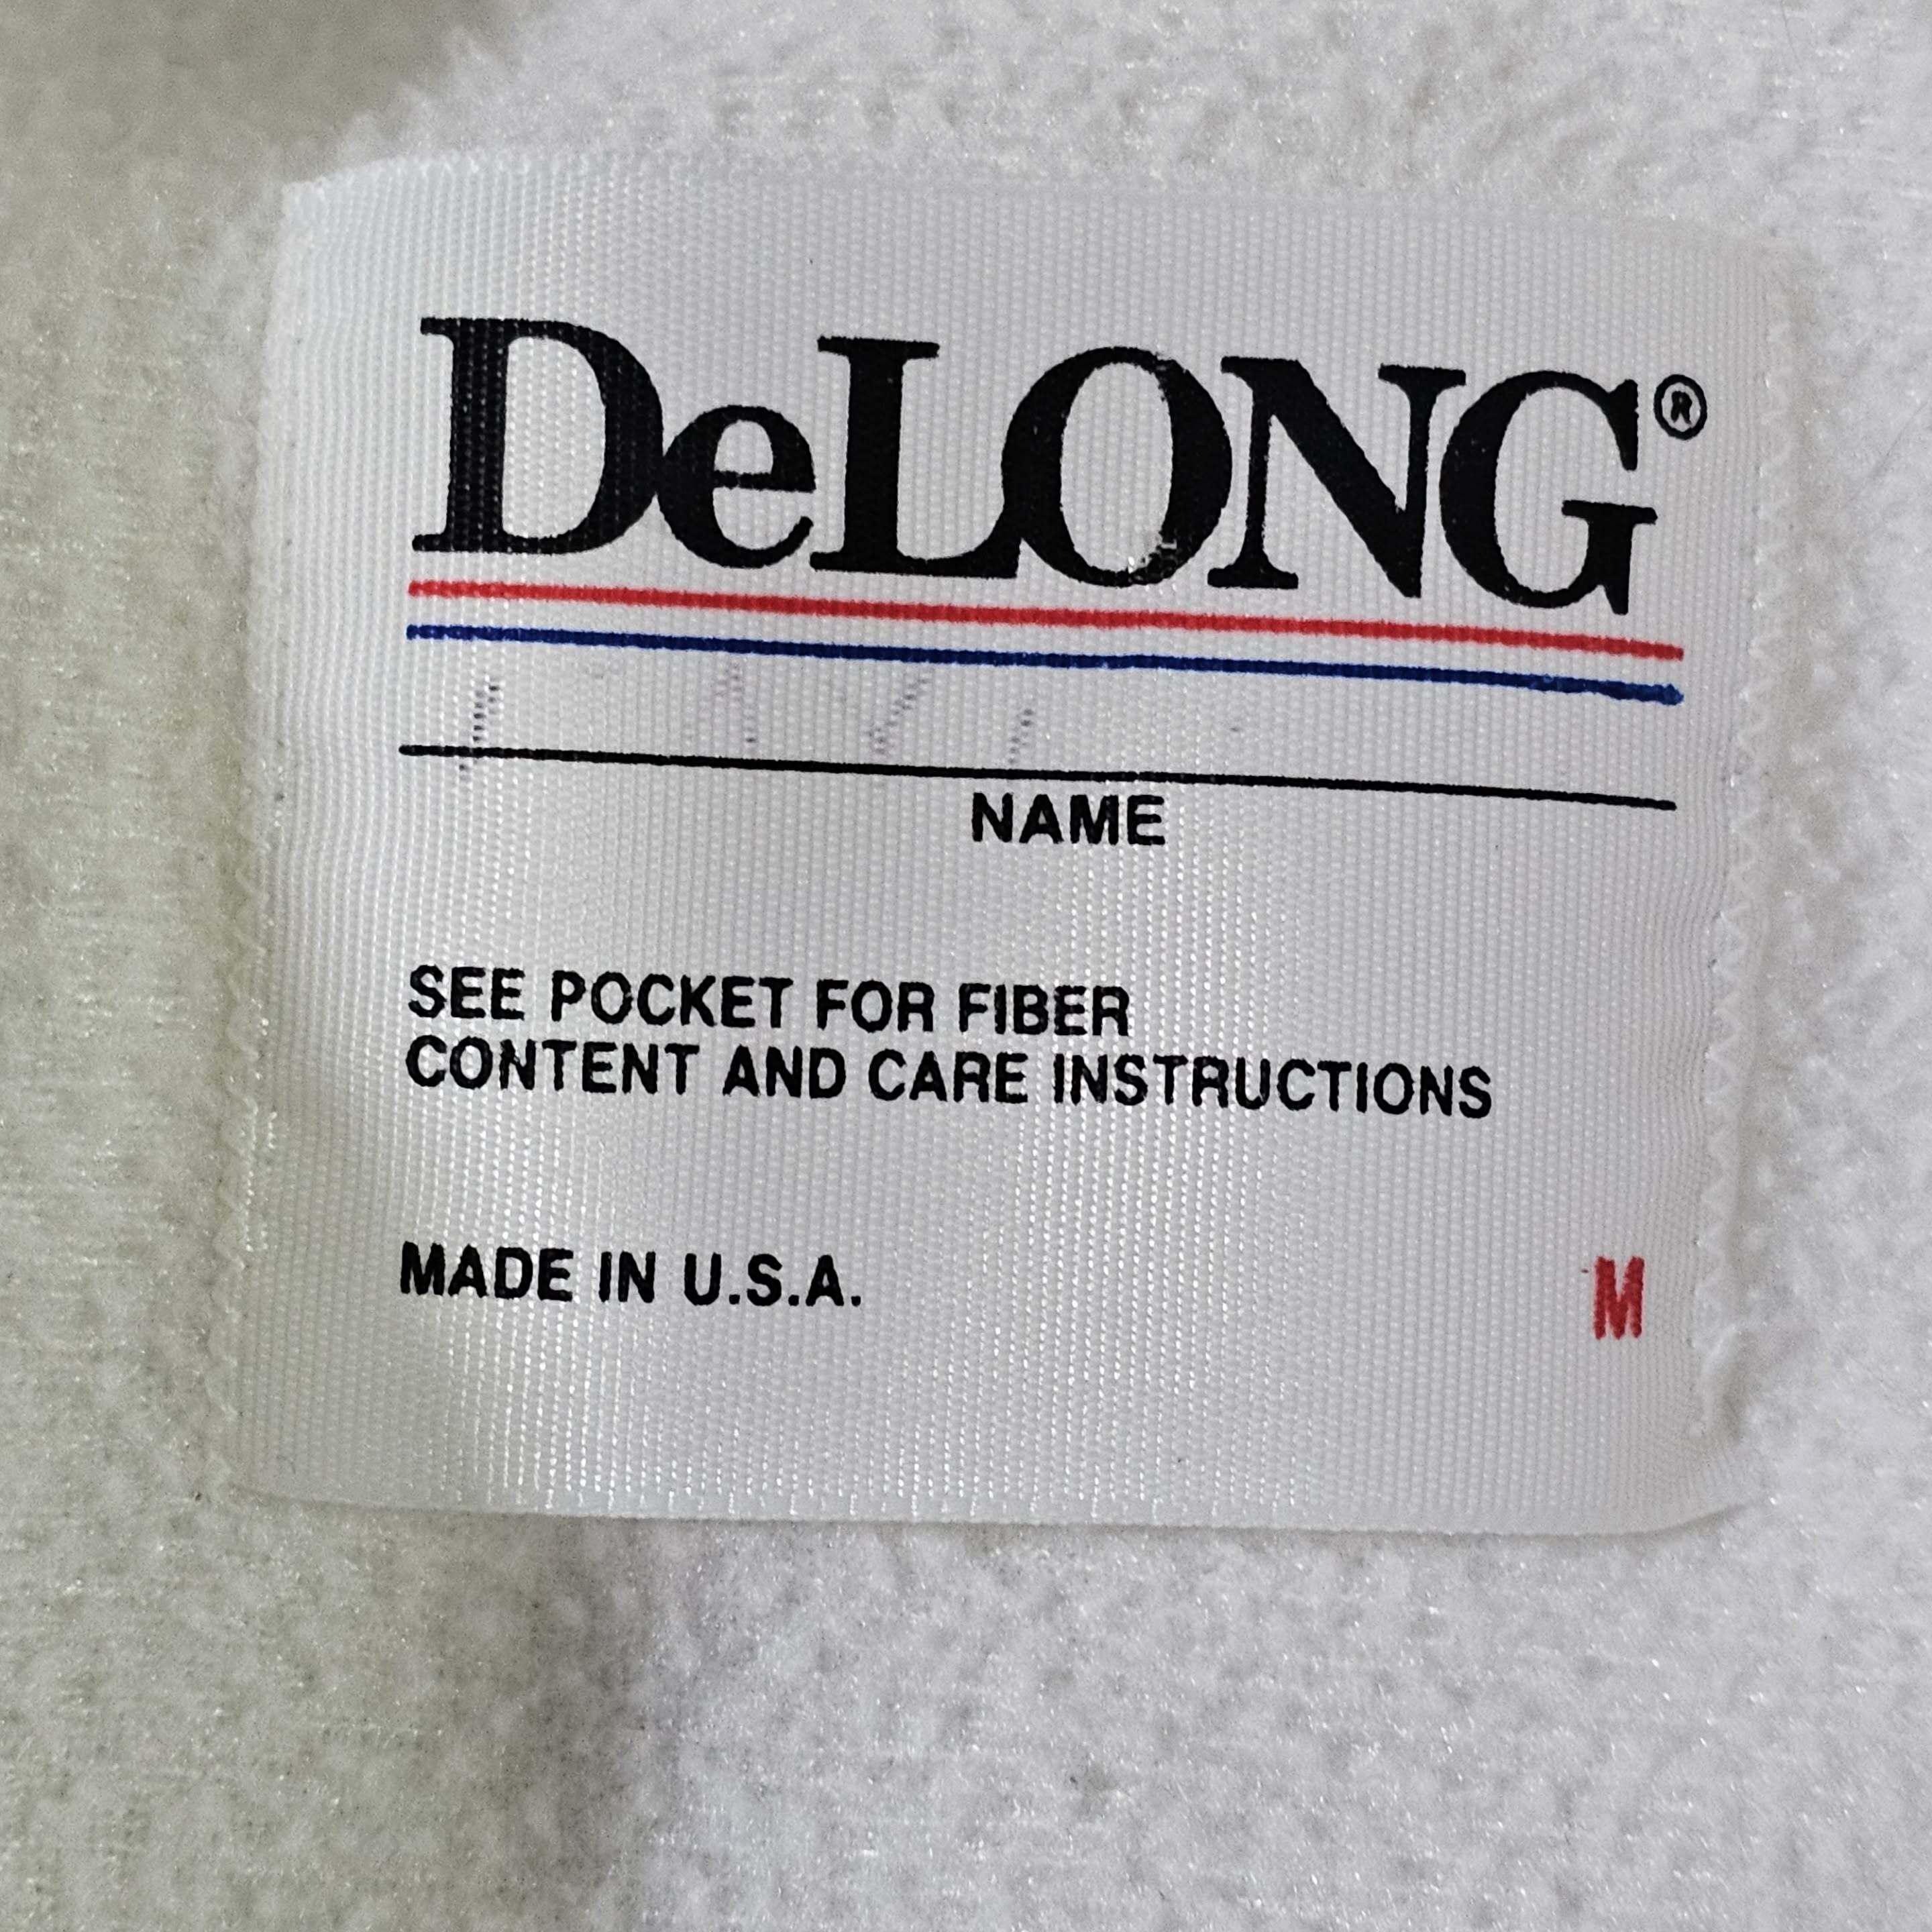 DeLONG®
NAME
SEE POCKET FOR FIBER
CONTENT AND CARE INSTRUCTIONS
MADE IN U.S.A. M